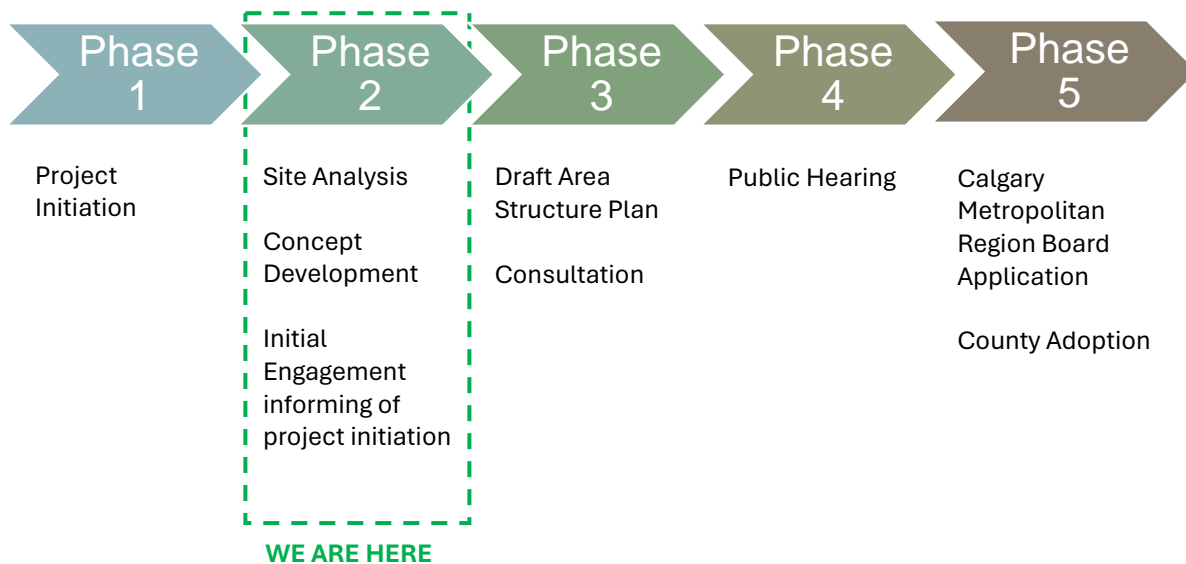 Phase
1
Phase
2
Phase
3
Phase
4
Phase
5
Project
Initiation
Site Analysis
Concept
Development
Initial
Engagement
informing of
project initiation
Draft Area
Structure Plan
Consultation
Public Hearing
Calgary
Metropolitan
Region Board
Application
County Adoption
WE ARE HERE